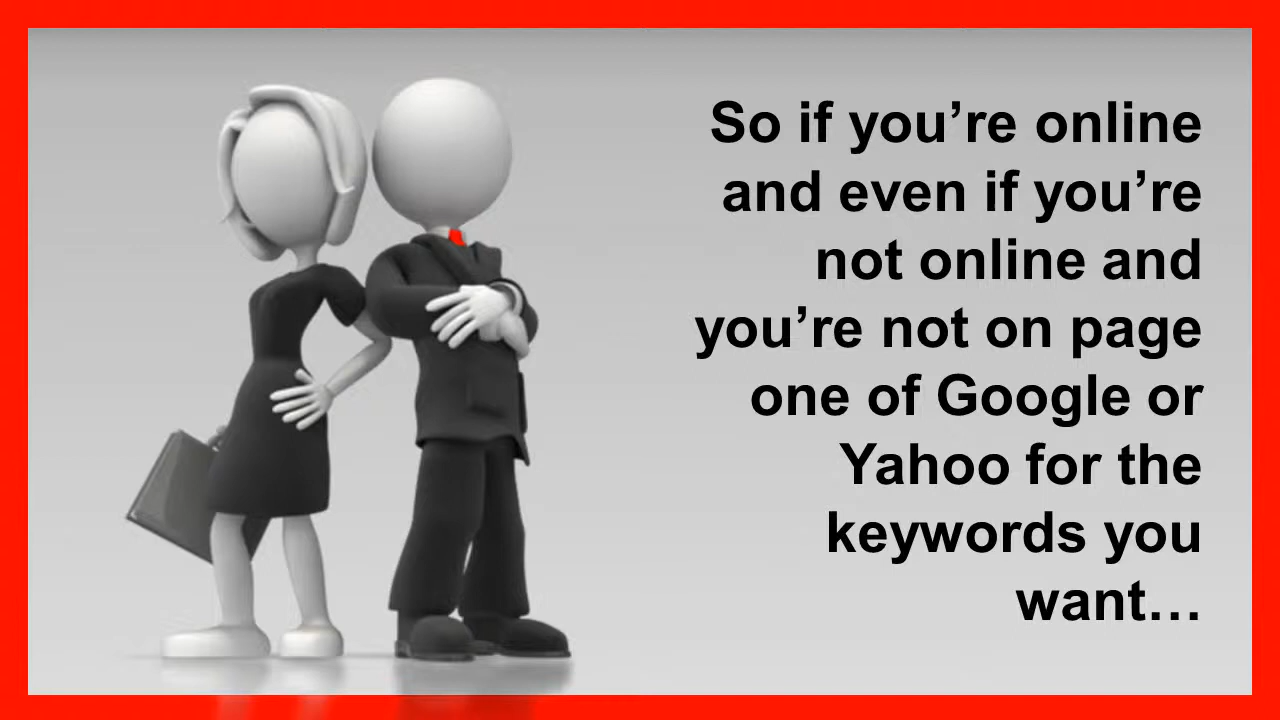 So if you’re online
and even if you’re
not online and
you’re not on page
one of Google or
Yahoo for the
keywords you
want…